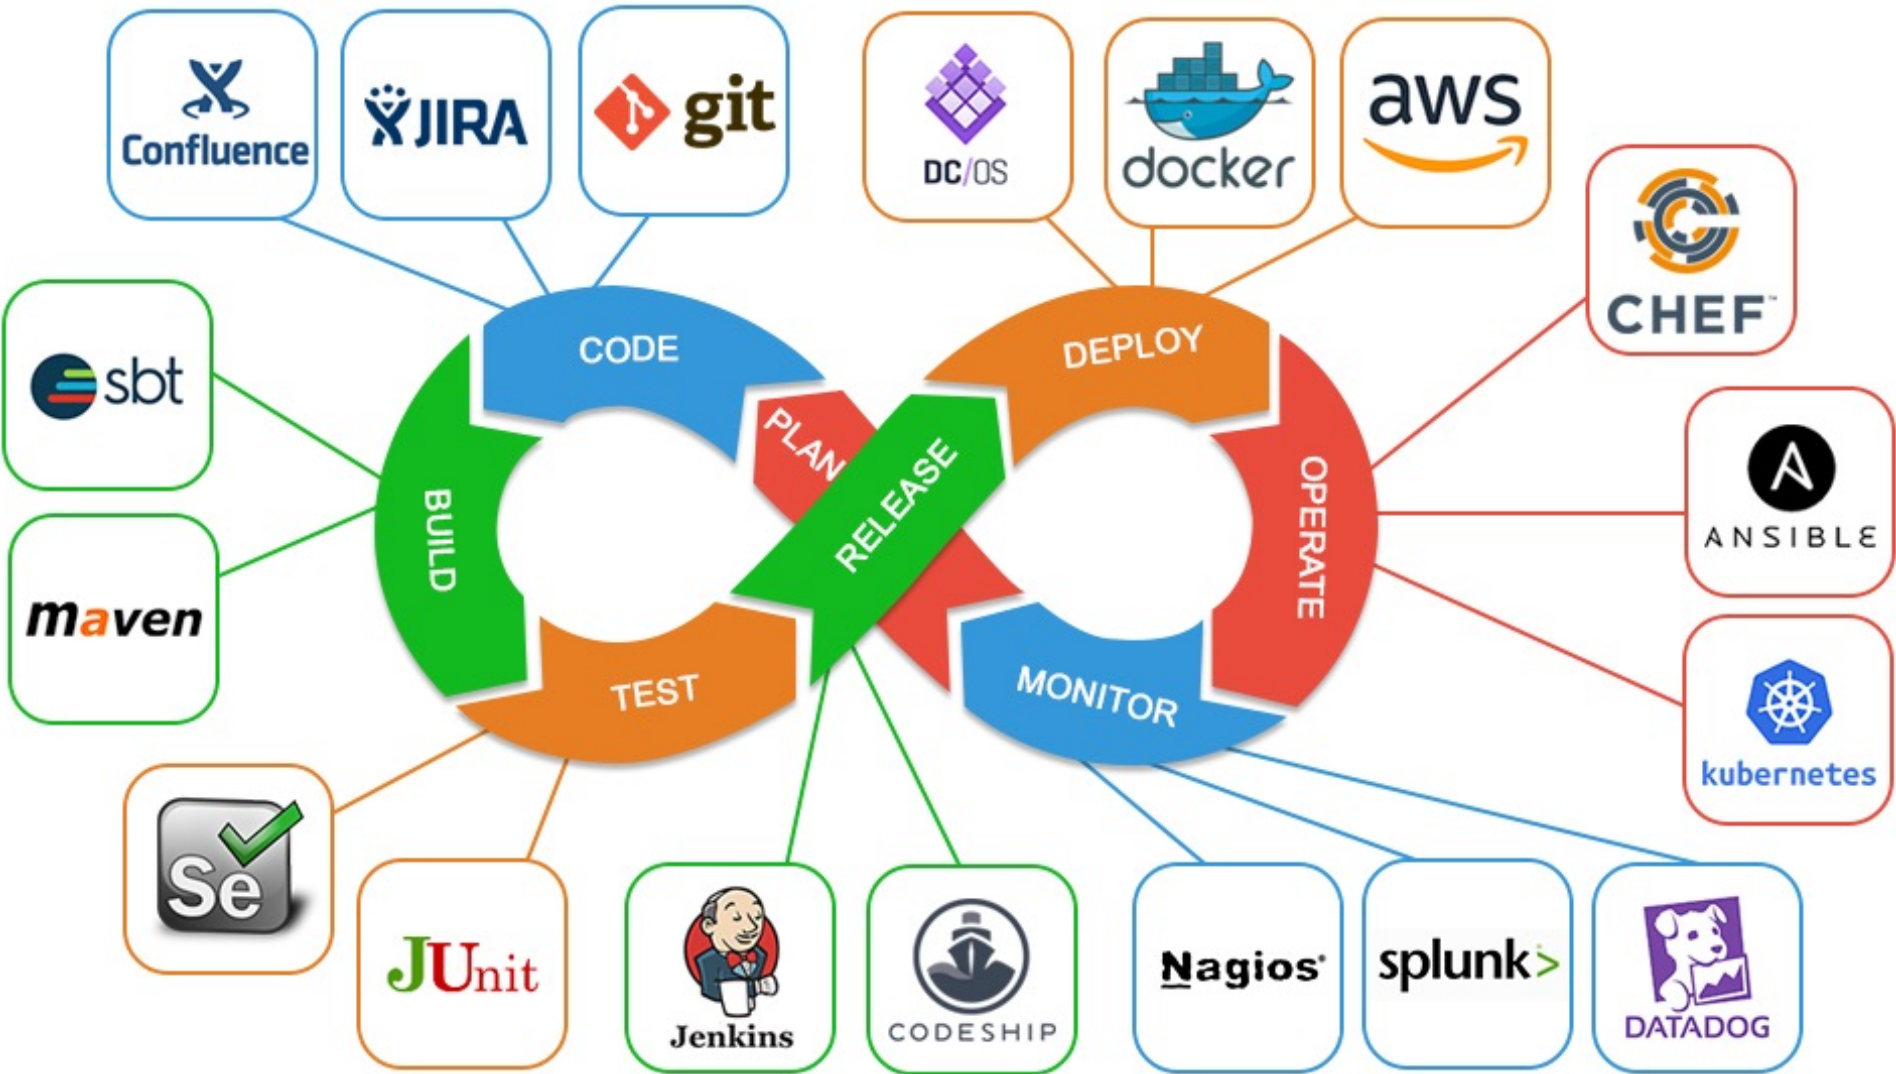 Confluence
JIRA
git
DC/OS
docker
aws
CHEF™
sbt
CODE
DEPLOY
PLAN
RELEASE
BUILD
OPERATE
ANSIBLE
maven
TEST
MONITOR
kubernetes
Se
JUnit
Jenkins
CODESHIP
Nagios®
splunk>
DATADOG